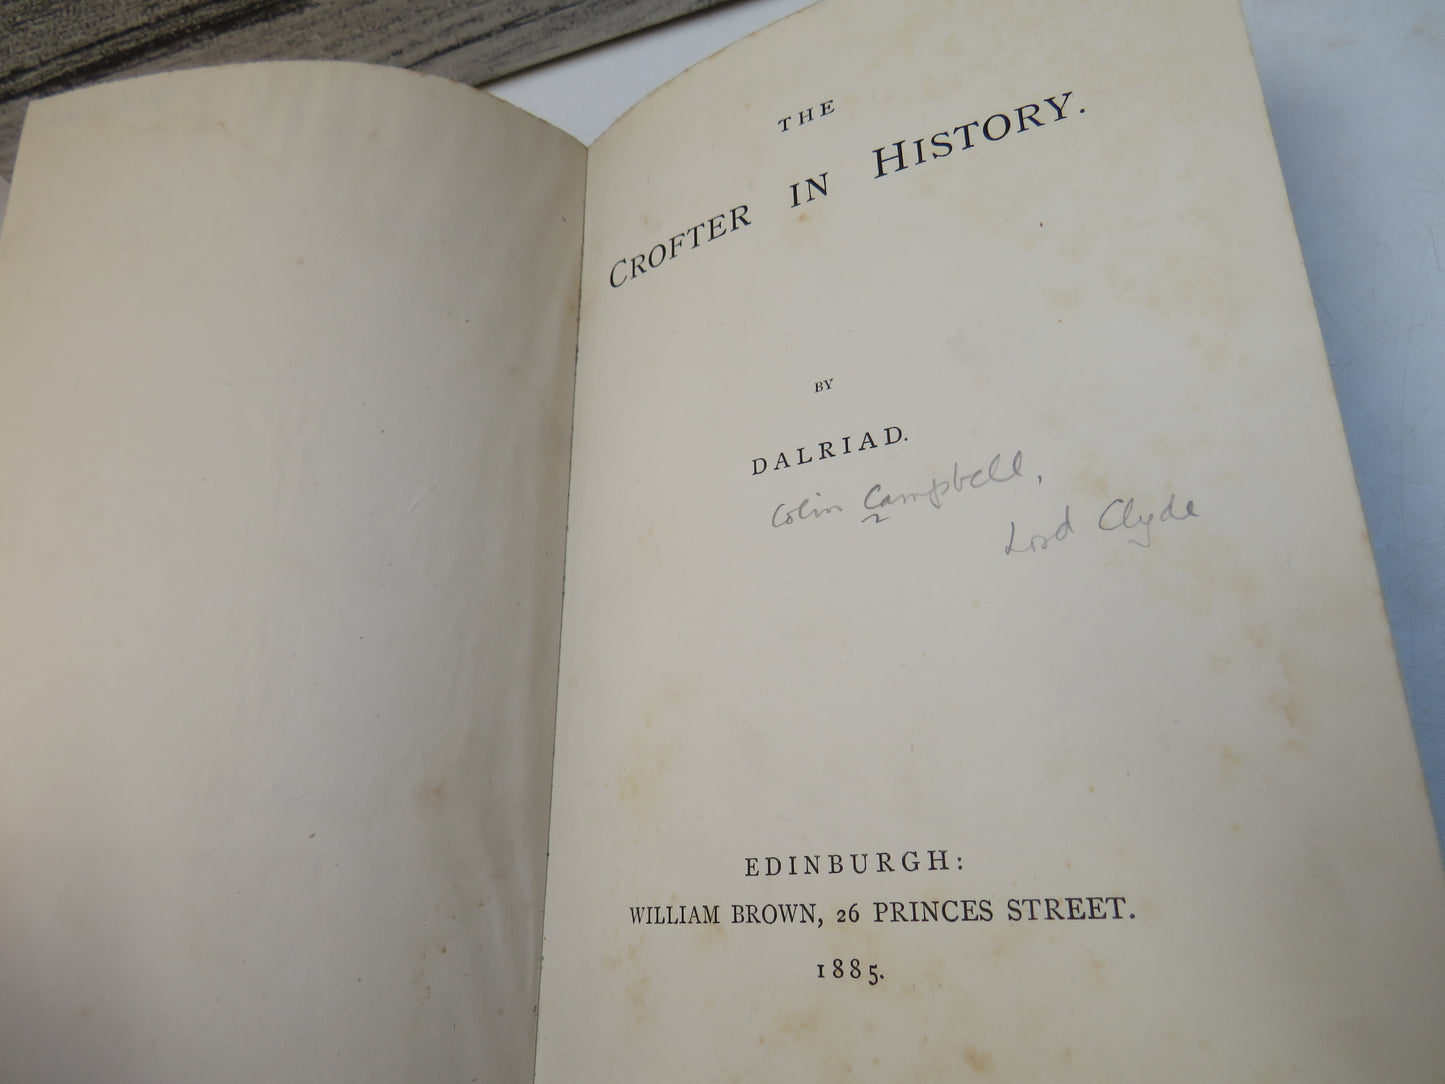 THE
CROFTER IN HISTORY.
BY
DALRIAD.
Colin Campbell,
Lord Clyde
EDINBURGH:
WILLIAM BROWN, 26 PRINCES STREET.
1885.